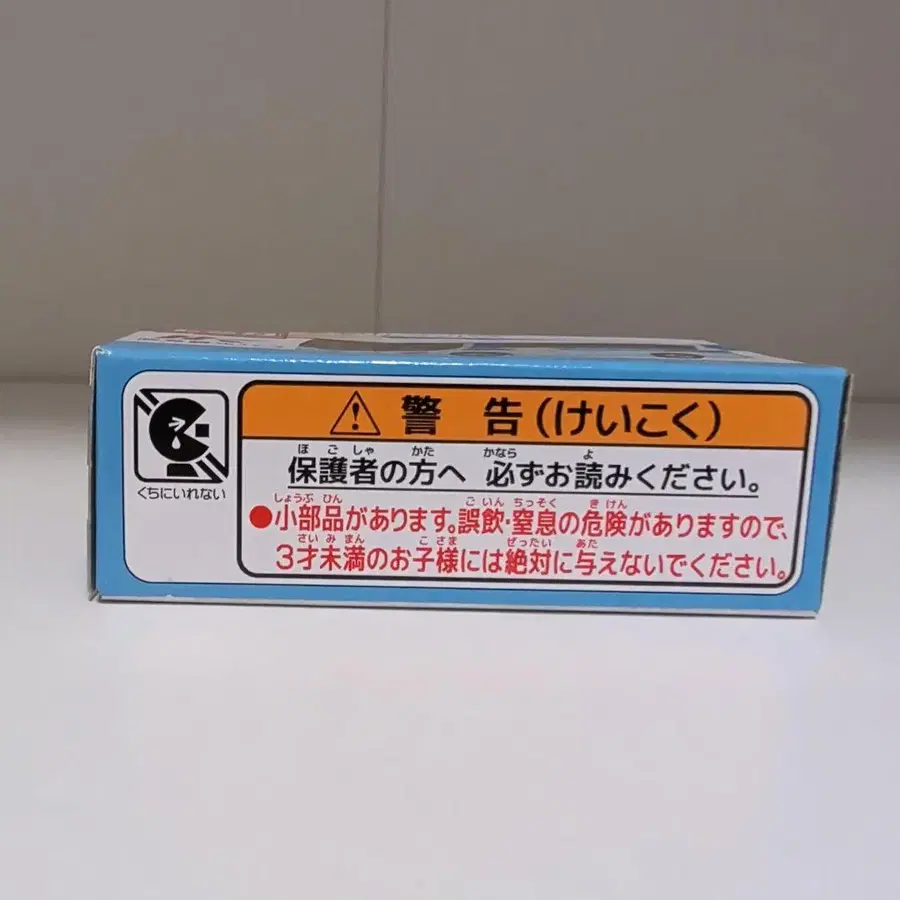 警 告(けいこく)
ほごしゃ かた かなら よ
保護者の方へ 必ずお読みください。
くちにいれない
しょうぶひん ごいん ちっそく きけん
●小部品があります。誤飲・窒息の危険がありますので、
さいみまん こさま ぜったい あた
3才未満のお子様には絶対に与えないでください。